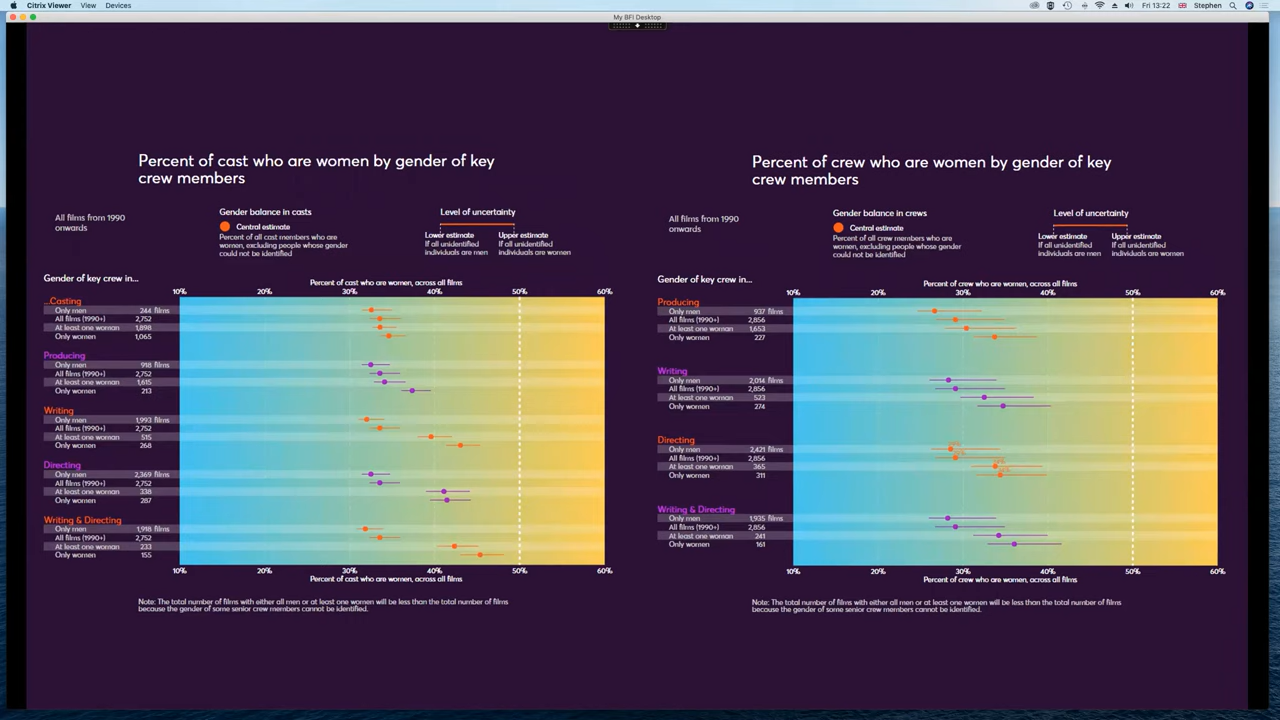 Citrix Viewer View Devices
Fri 13:22 Stephen
My BFI Desktop
Percent of cast who are women by gender of key
crew members
All films from 1990
onwards
Gender balance in casts
Central estimate
Percent of all cast members who are
women, excluding people whose gender
could not be identified
Level of uncertainty
Lower estimate
If all unidentified
individuals are men
Upper estimate
If all unidentified
individuals are women
Gender of key crew in...
Percent of cast who are women, across all films
10% 20% 30% 40% 50% 60%
...Casting
Only men 244 films
All films (1990+) 2,752
At least one woman 1,898
Only women 1,065
Producing
Only men 918 films
All films (1990+) 2,752
At least one woman 1,615
Only women 213
Writing
Only men 1,993 films
All films (1990+) 2,752
At least one woman 515
Only women 268
Directing
Only men 2,369 films
All films (1990+) 2,752
At least one woman 338
Only women 287
Writing & Directing
Only men 1,918 films
All films (1990+) 2,752
At least one woman 233
Only women 155
10% 20% 30% 40% 50% 60%
Percent of cast who are women, across all films
Note: The total number of films with either all men or at least one women will be less than the total number of films
because the gender of some senior crew members cannot be identified.
Percent of crew who are women by gender of key
crew members
All films from 1990
onwards
Gender balance in crews
Central estimate
Percent of all crew members who are
women, excluding people whose gender
could not be identified
Level of uncertainty
Lower estimate
If all unidentified
individuals are men
Upper estimate
If all unidentified
individuals are women
Gender of key crew in...
Percent of crew who are women, across all films
10% 20% 30% 40% 50% 60%
Producing
Only men 937 films
All films (1990+) 2,856
At least one woman 1,653
Only women 227
Writing
Only men 2,014 films
All films (1990+) 2,856
At least one woman 523
Only women 274
Directing
Only men 2,421 films
All films (1990+) 2,856
At least one woman 365
Only women 311
Writing & Directing
Only men 1,935 films
All films (1990+) 2,856
At least one woman 241
Only women 161
10% 20% 30% 40% 50% 60%
Percent of crew who are women, across all films
Note: The total number of films with either all men or at least one women will be less than the total number of films
because the gender of some senior crew members cannot be identified.